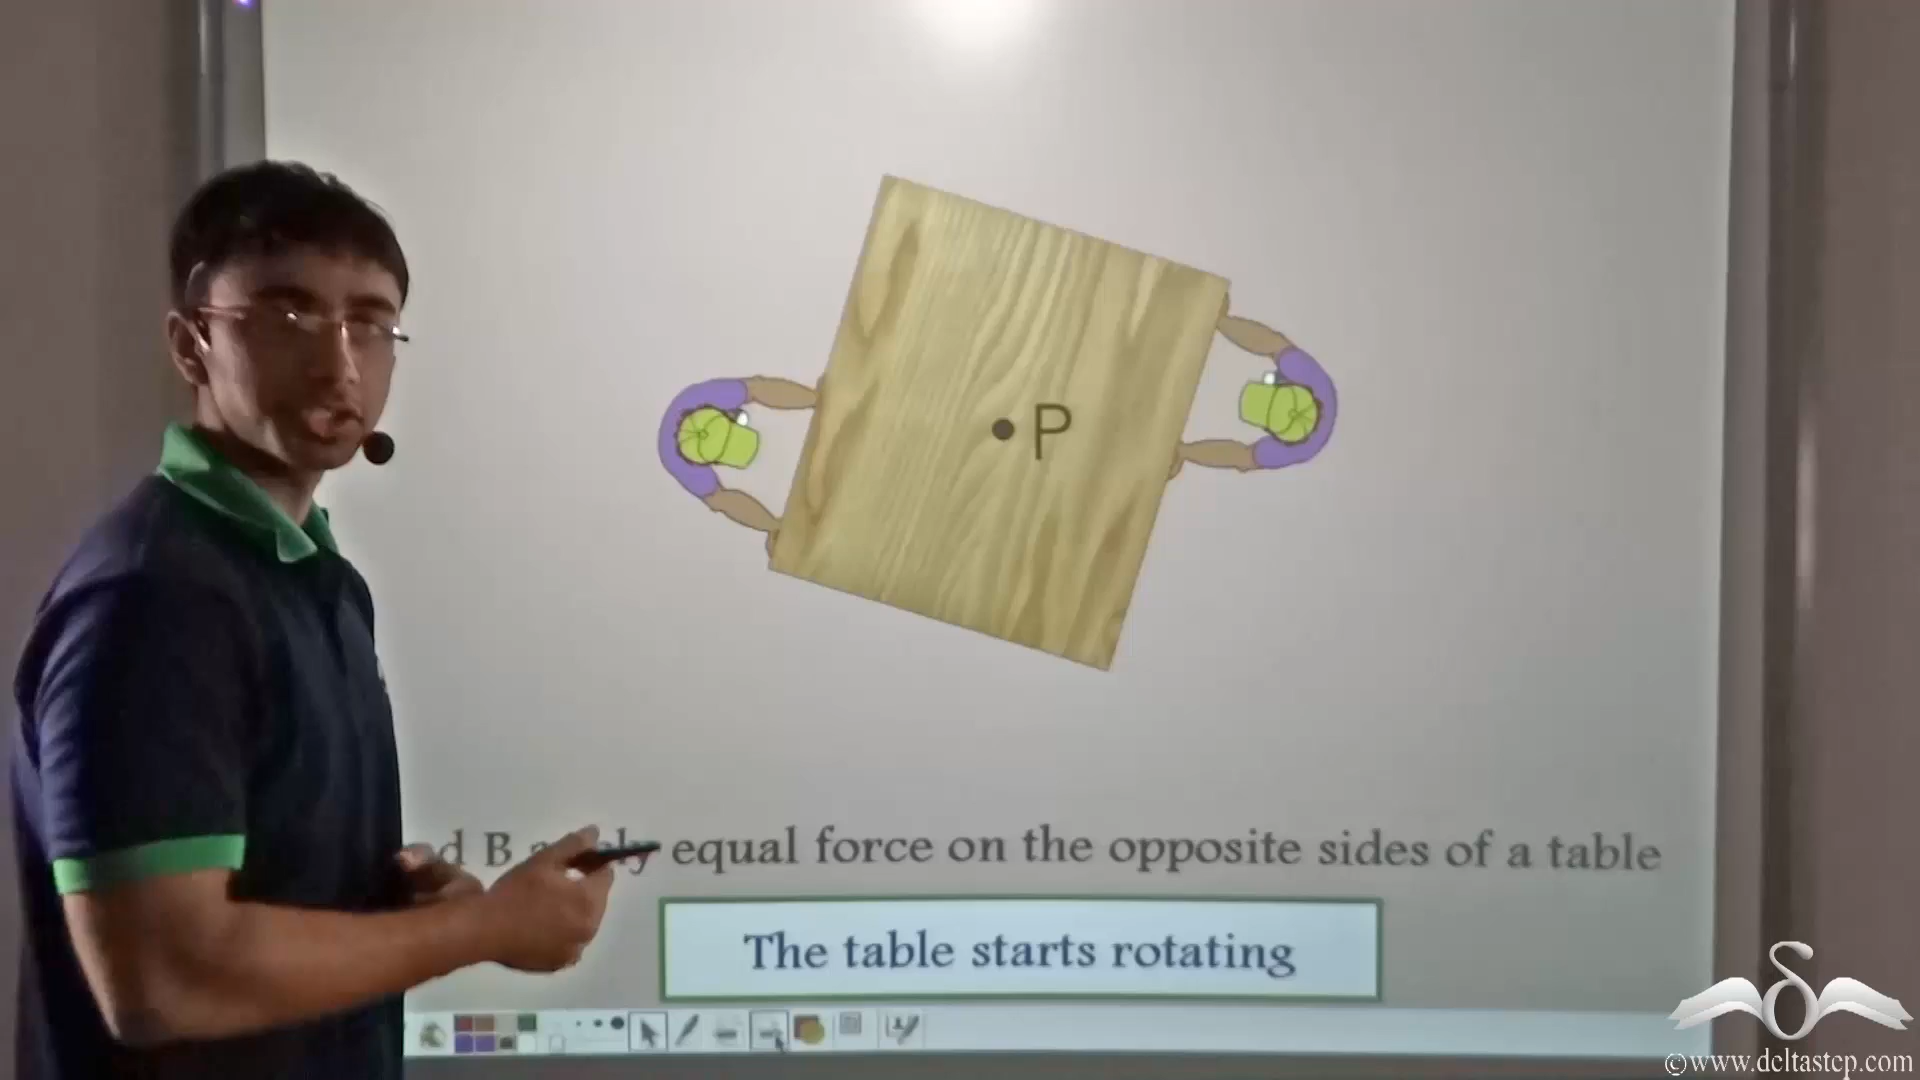 P
B equal force on the opposite sides of a table
The table starts rotating
©www.deltastep.com